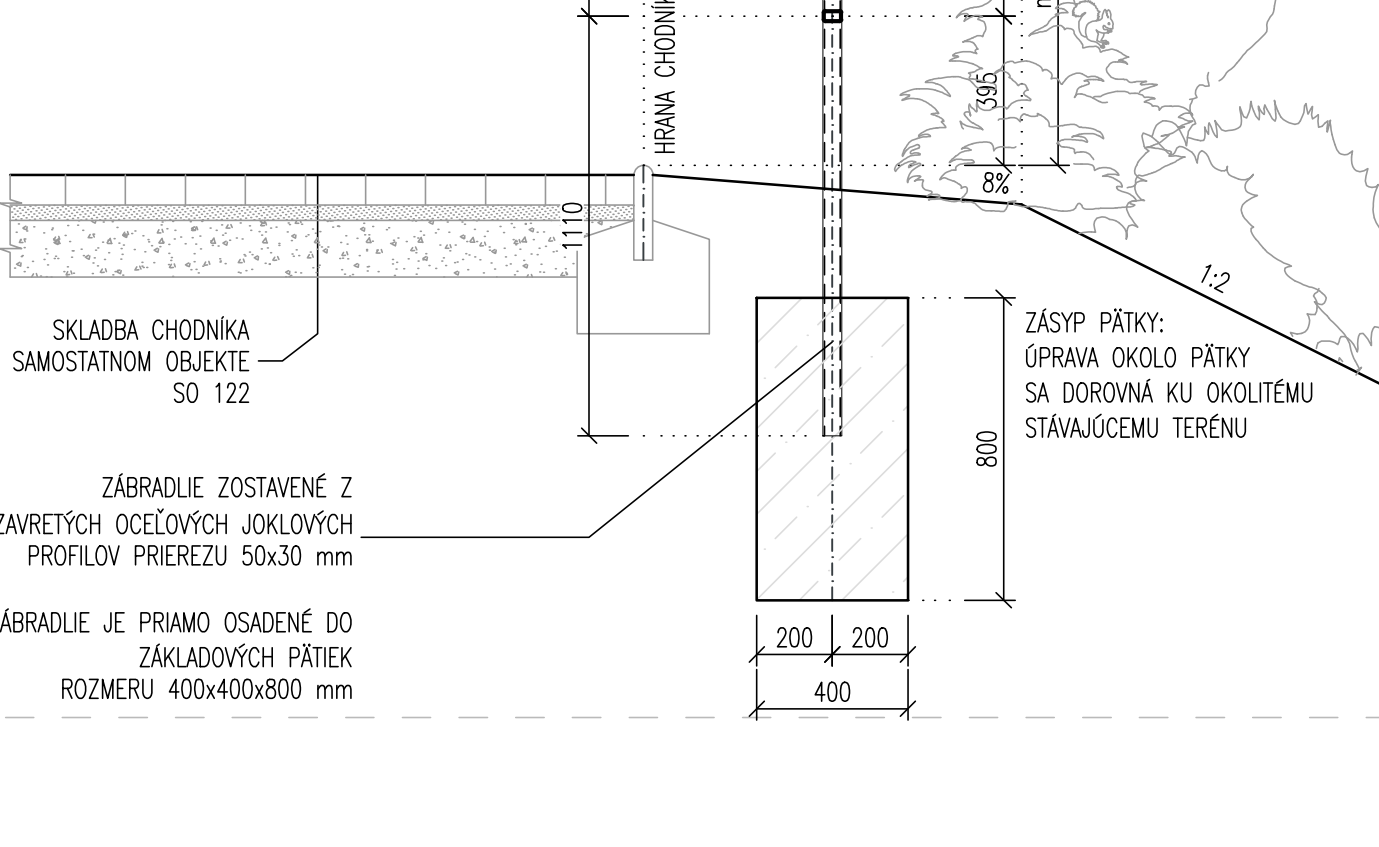 HRANA CHODNÍK
395
8%
1110
1:2
SKLADBA CHODNÍKA
SAMOSTATNOM OBJEKTE
SO 122
ZÁSYP PÄTKY:
ÚPRAVA OKOLO PÄTKY
SA DOROVNÁ KU OKOLITÉMU
STÁVAJÚCEMU TERÉNU
800
ZÁBRADLIE ZOSTAVENÉ Z
ZAVRETÝCH OCEĽOVÝCH JOKLOVÝCH
PROFILOV PRIEREZU 50x30 mm
ÁBRADLIE JE PRIAMO OSADENÉ DO
ZÁKLADOVÝCH PÄTIEK
ROZMERU 400x400x800 mm
200 200
400